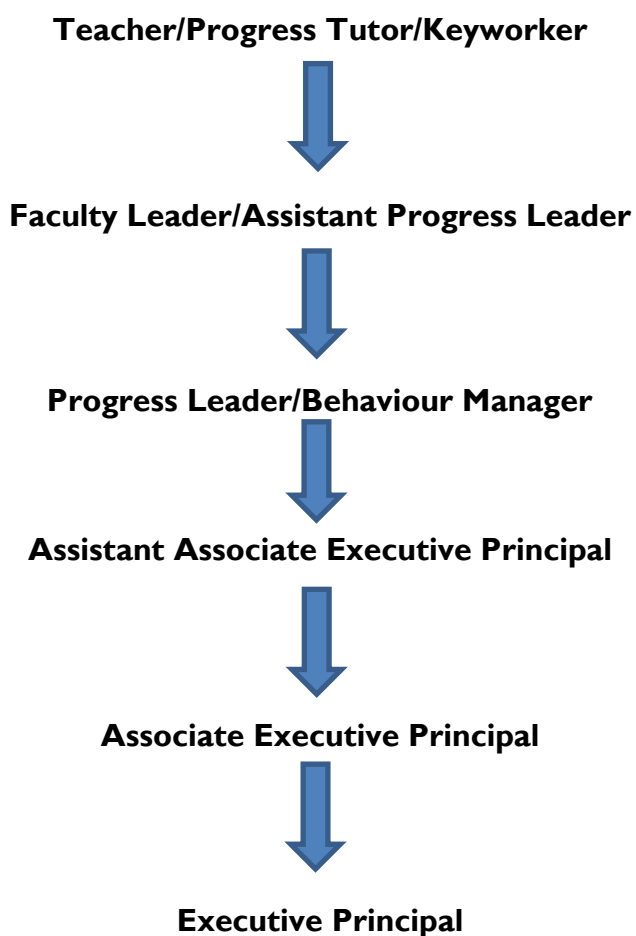 Teacher/Progress Tutor/Keyworker
Faculty Leader/Assistant Progress Leader
Progress Leader/Behaviour Manager
Assistant Associate Executive Principal
Associate Executive Principal
Executive Principal